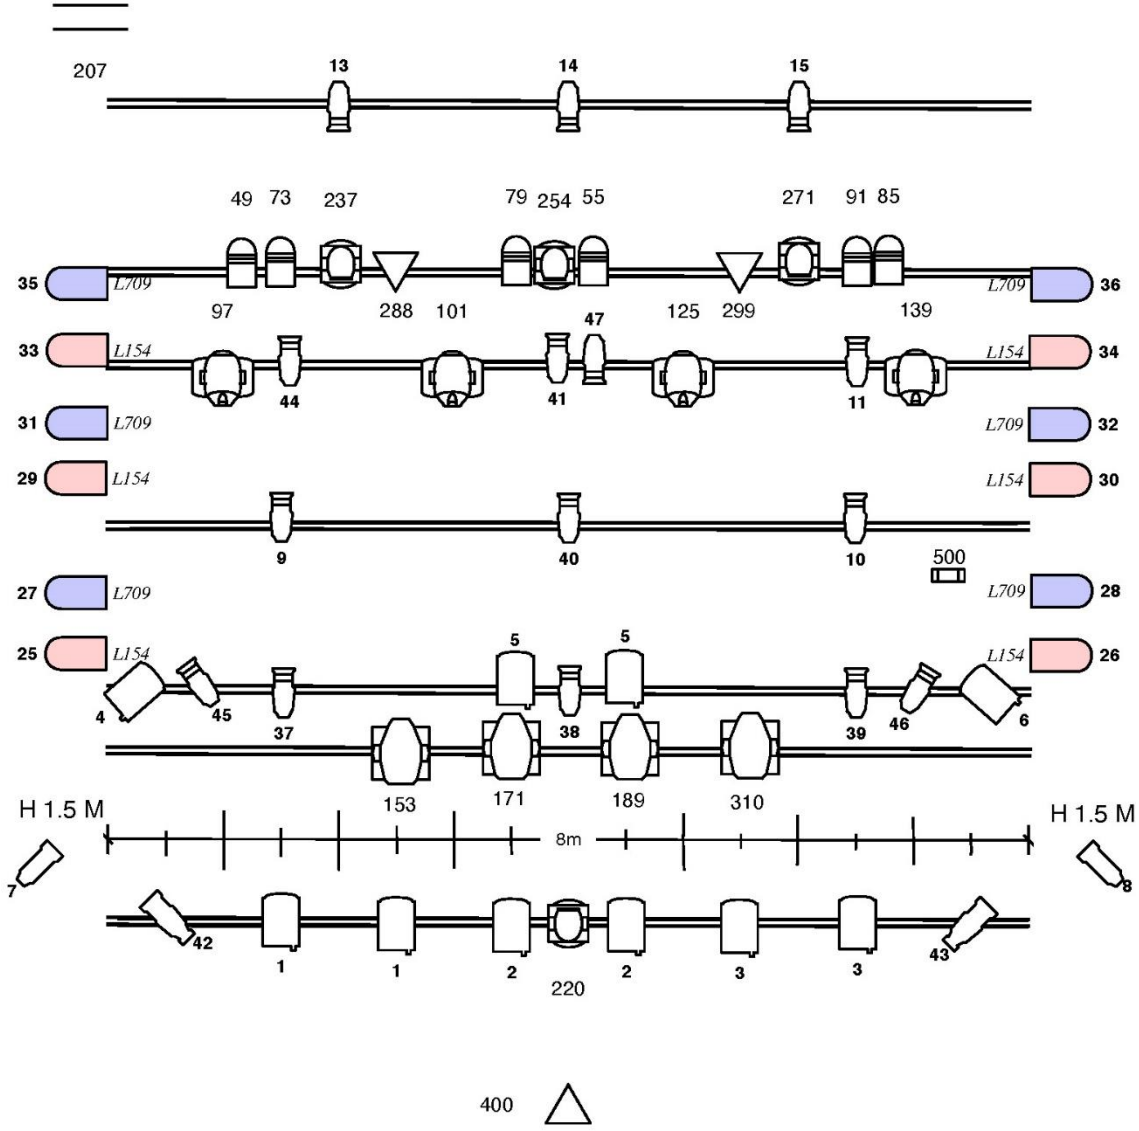 207
13 14 15
49 73 237 79 254 55 271 91 85
35 L709 L709 36
97 288 101 47 125 299 139
33 L154 L154 34
44 41 11
31 L709 L709 32
29 L154 L154 30
9 40 10
500
27 L709 L709 28
5 5
25 L154 L154 26
4 45 37 38 39 46 6
153 171 189 310
H 1.5 M H 1.5 M
8m
7 8
42 43
1 1 2 2 3 3
220
400